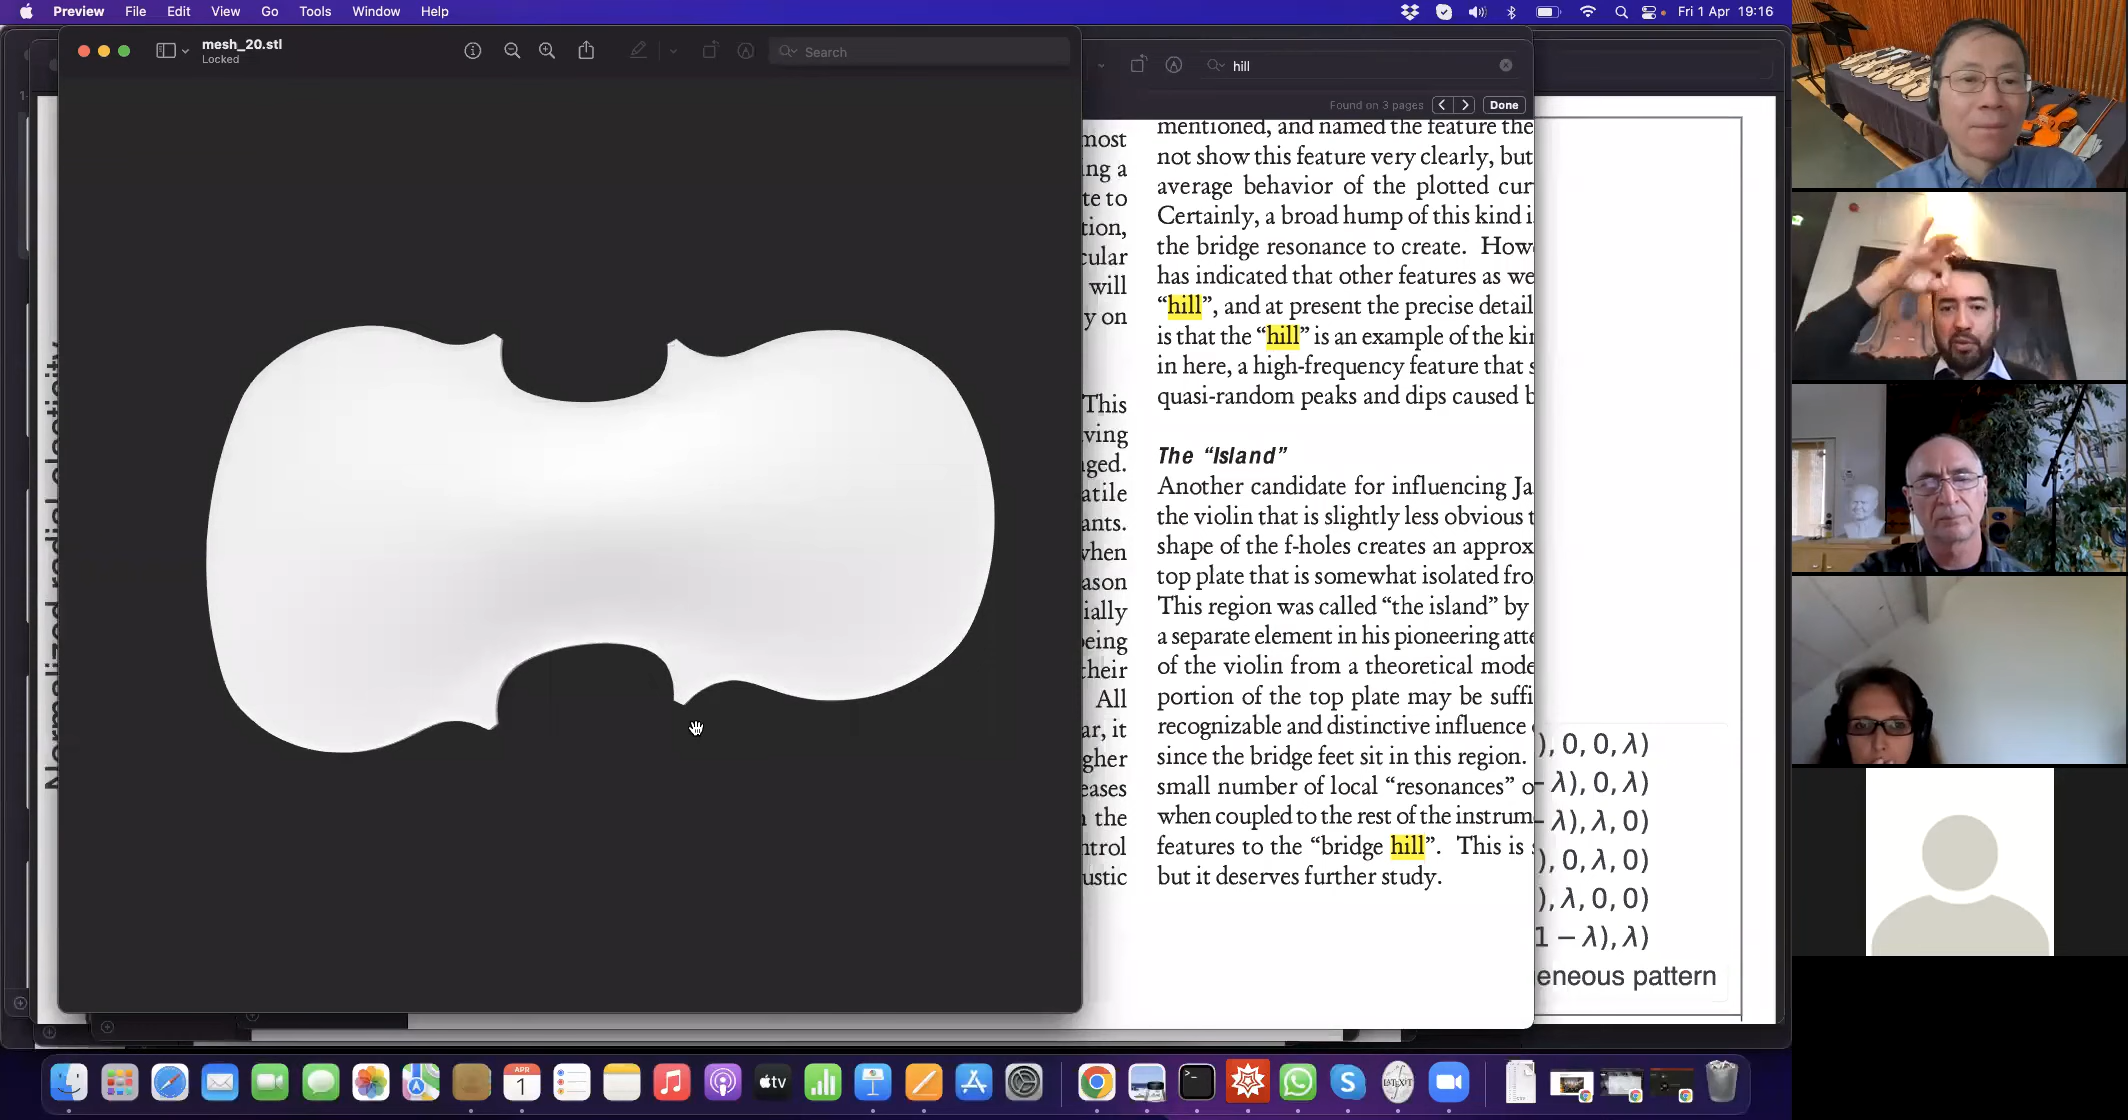 Preview File Edit View Go Tools Window Help
Fri 1 Apr 19:16
mesh_20.stl
Locked
Search
hill
Found on 3 pages
Done
most
ing a
te to
tion,
cular
will
y on
This
ving
nged.
atile
ants.
when
ason
ially
being
their
All
ar, it
gher
eases
n the
ntrol
ustic
mentioned, and named the feature the
not show this feature very clearly, but
average behavior of the plotted cur
Certainly, a broad hump of this kind i
the bridge resonance to create. How
has indicated that other features as we
“hill”, and at present the precise detail
is that the “hill” is an example of the kin
in here, a high-frequency feature that s
quasi-random peaks and dips caused b
The “Island”
Another candidate for influencing Ja
the violin that is slightly less obvious t
shape of the f-holes creates an approx
top plate that is somewhat isolated fro
This region was called “the island” by
a separate element in his pioneering atte
of the violin from a theoretical mode
portion of the top plate may be suffi
recognizable and distinctive influence
since the bridge feet sit in this region.
small number of local “resonances” o
when coupled to the rest of the instrum
features to the “bridge hill”. This is s
but it deserves further study.
), 0, 0, λ)
– λ), 0, λ)
– λ), λ, 0)
), 0, λ, 0)
), λ, 0, 0)
1 – λ), λ)
eneous pattern
APR
1
tv